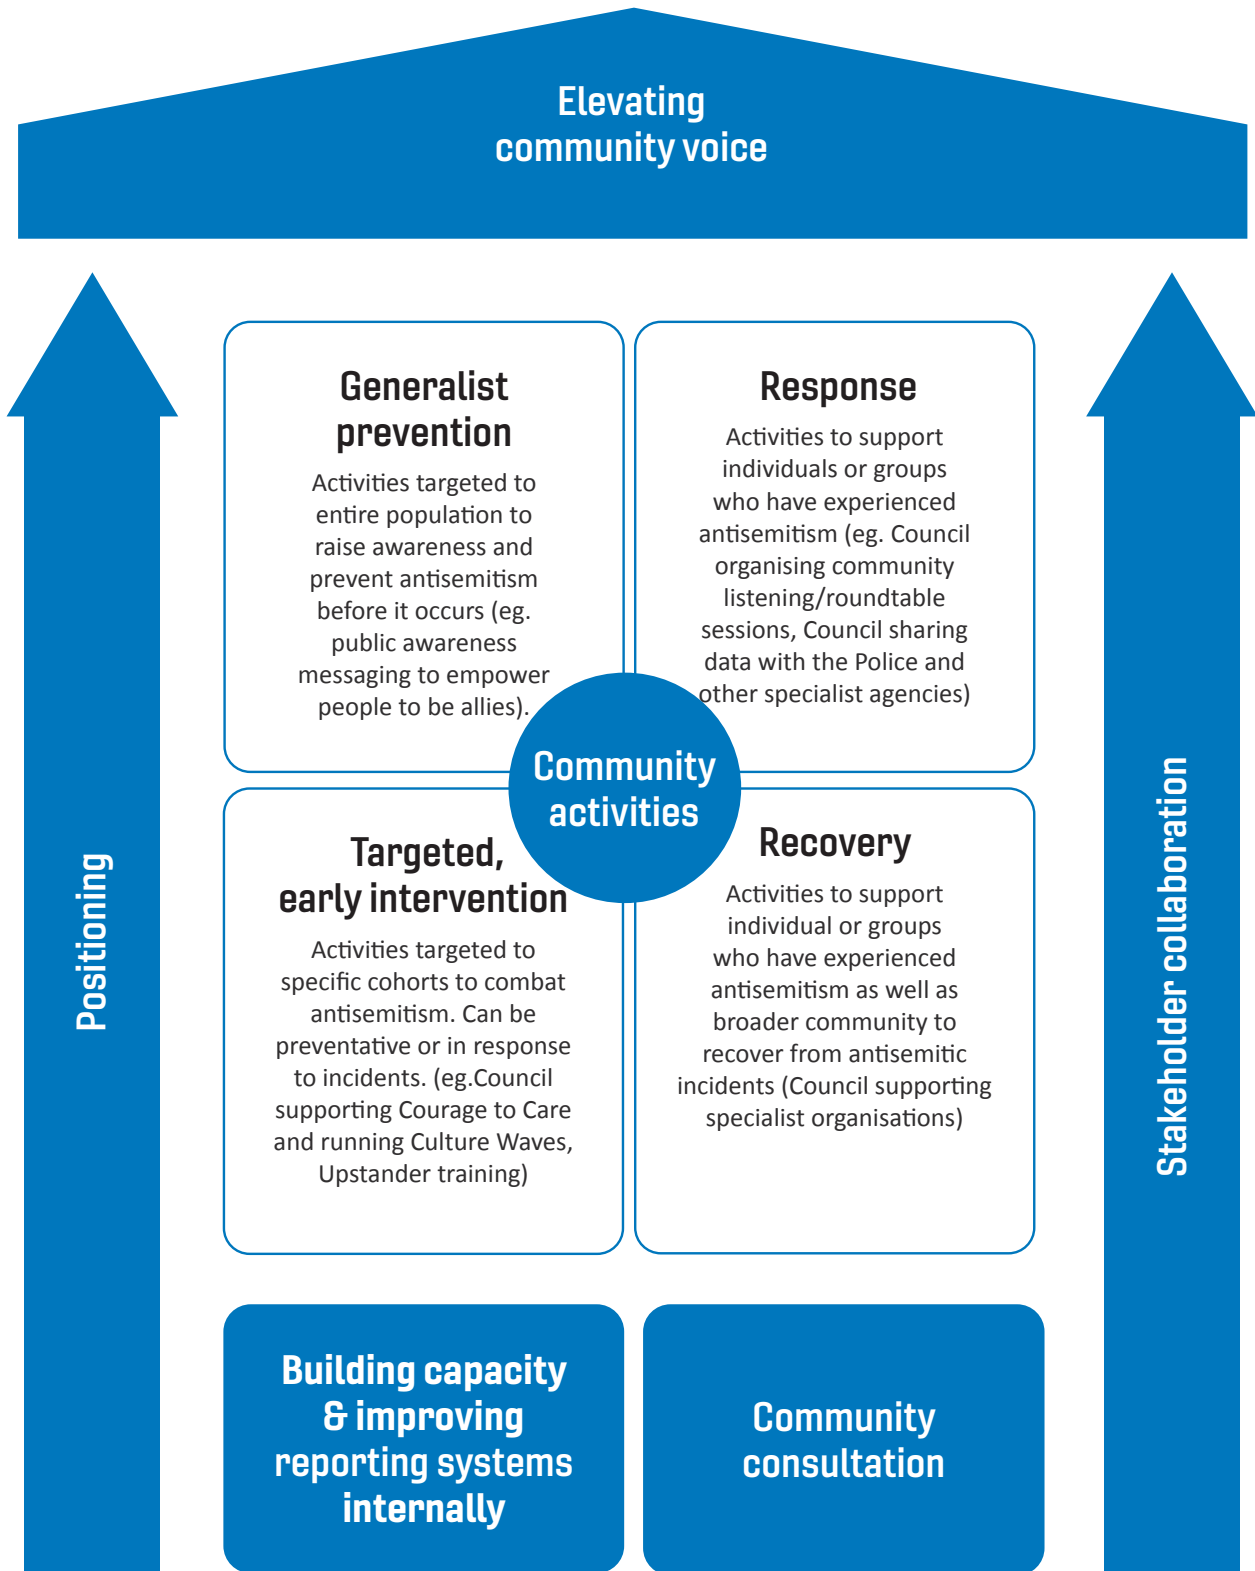 Elevating
community voice
Positioning
Generalist
prevention
Activities targeted to
entire population to
raise awareness and
prevent antisemitism
before it occurs (eg.
public awareness
messaging to empower
people to be allies).
Response
Activities to support
individuals or groups
who have experienced
antisemitism (eg. Council
organising community
listening/roundtable
sessions, Council sharing
data with the Police and
other specialist agencies)
Community
activities
Targeted,
early intervention
Activities targeted to
specific cohorts to combat
antisemitism. Can be
preventative or in response
to incidents. (eg.Council
supporting Courage to Care
and running Culture Waves,
Upstander training)
Recovery
Activities to support
individual or groups
who have experienced
antisemitism as well as
broader community to
recover from antisemitic
incidents (Council supporting
specialist organisations)
Stakeholder collaboration
Building capacity
& improving
reporting systems
internally
Community
consultation